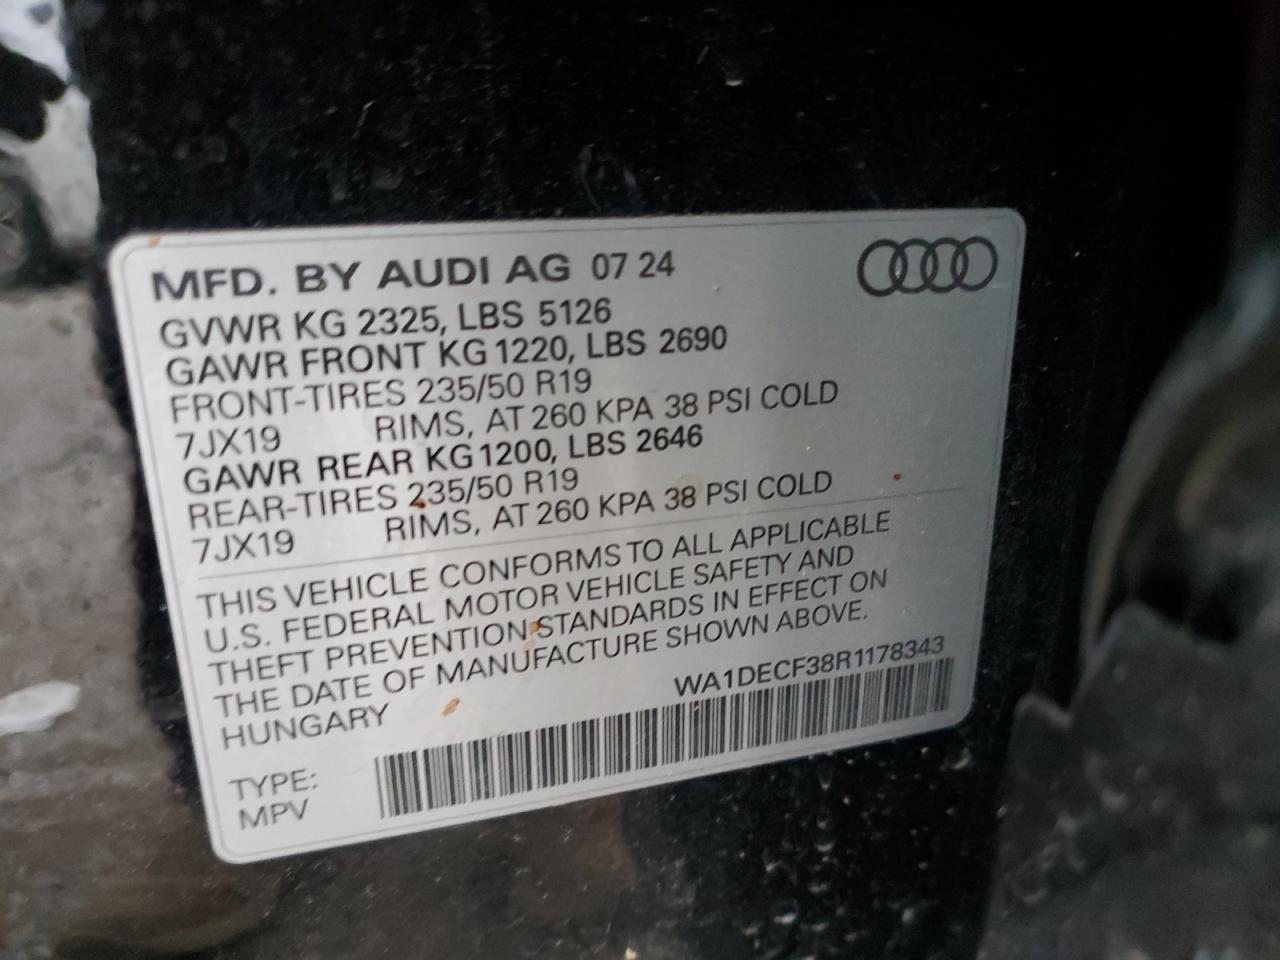 MFD. BY AUDI AG 07 24
GVWR KG 2325, LBS 5126
GAWR FRONT KG 1220, LBS 2690
FRONT-TIRES 235/50 R19
7JX19 RIMS, AT 260 KPA 38 PSI COLD
GAWR REAR KG 1200, LBS 2646
REAR-TIRES 235/50 R19
7JX19 RIMS, AT 260 KPA 38 PSI COLD
THIS VEHICLE CONFORMS TO ALL APPLICABLE
U.S. FEDERAL MOTOR VEHICLE SAFETY AND
THEFT PREVENTION STANDARDS IN EFFECT ON
THE DATE OF MANUFACTURE SHOWN ABOVE.
HUNGARY
WA1DECF38R1178343
TYPE:
MPV